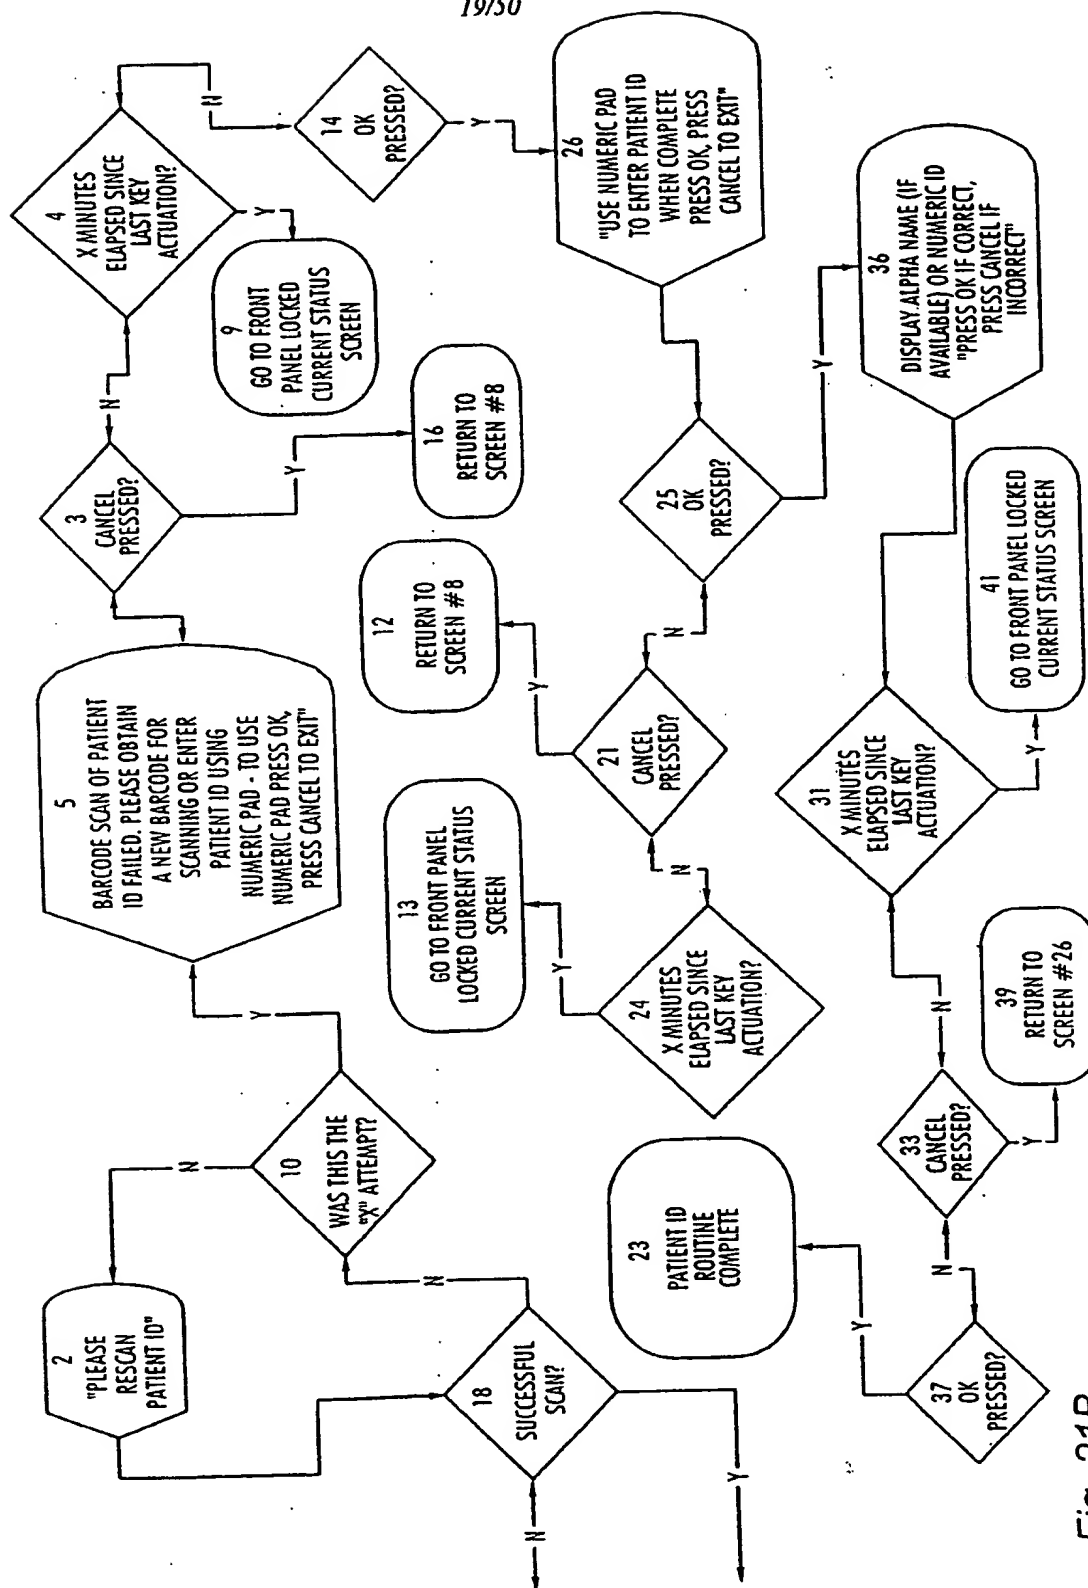 19/50
2
"PLEASE
RESCAN
PATIENT ID"
N
10
WAS THIS THE
"X" ATTEMPT?
Y
5
BARCODE SCAN OF PATIENT
ID FAILED. PLEASE OBTAIN
A NEW BARCODE FOR
SCANNING OR ENTER
PATIENT ID USING
NUMERIC PAD - TO USE
NUMERIC PAD PRESS OK,
PRESS CANCEL TO EXIT"
3
CANCEL
PRESSED?
N
Y
4
X MINUTES
ELAPSED SINCE
LAST KEY
ACTUATION?
N
Y
9
GO TO FRONT
PANEL LOCKED
CURRENT STATUS
SCREEN
16
RETURN TO
SCREEN #8
14
OK
PRESSED?
Y
18
SUCCESSFUL
SCAN?
N
N
Y
13
GO TO FRONT PANEL
LOCKED CURRENT STATUS
SCREEN
Y
12
RETURN TO
SCREEN #8
Y
24
X MINUTES
ELAPSED SINCE
LAST KEY
ACTUATION?
N
21
CANCEL
PRESSED?
N
25
OK
PRESSED?
Y
26
"USE NUMERIC PAD
TO ENTER PATIENT ID
WHEN COMPLETE
PRESS OK, PRESS
CANCEL TO EXIT"
23
PATIENT ID
ROUTINE
COMPLETE
Y
37
OK
PRESSED?
N
33
CANCEL
PRESSED?
N
Y
39
RETURN TO
SCREEN #26
31
X MINUTES
ELAPSED SINCE
LAST KEY
ACTUATION?
Y
41
GO TO FRONT PANEL LOCKED
CURRENT STATUS SCREEN
36
DISPLAY ALPHA NAME (IF
AVAILABLE) OR NUMERIC ID
"PRESS OK IF CORRECT,
PRESS CANCEL IF
INCORRECT"
Fig. 21B